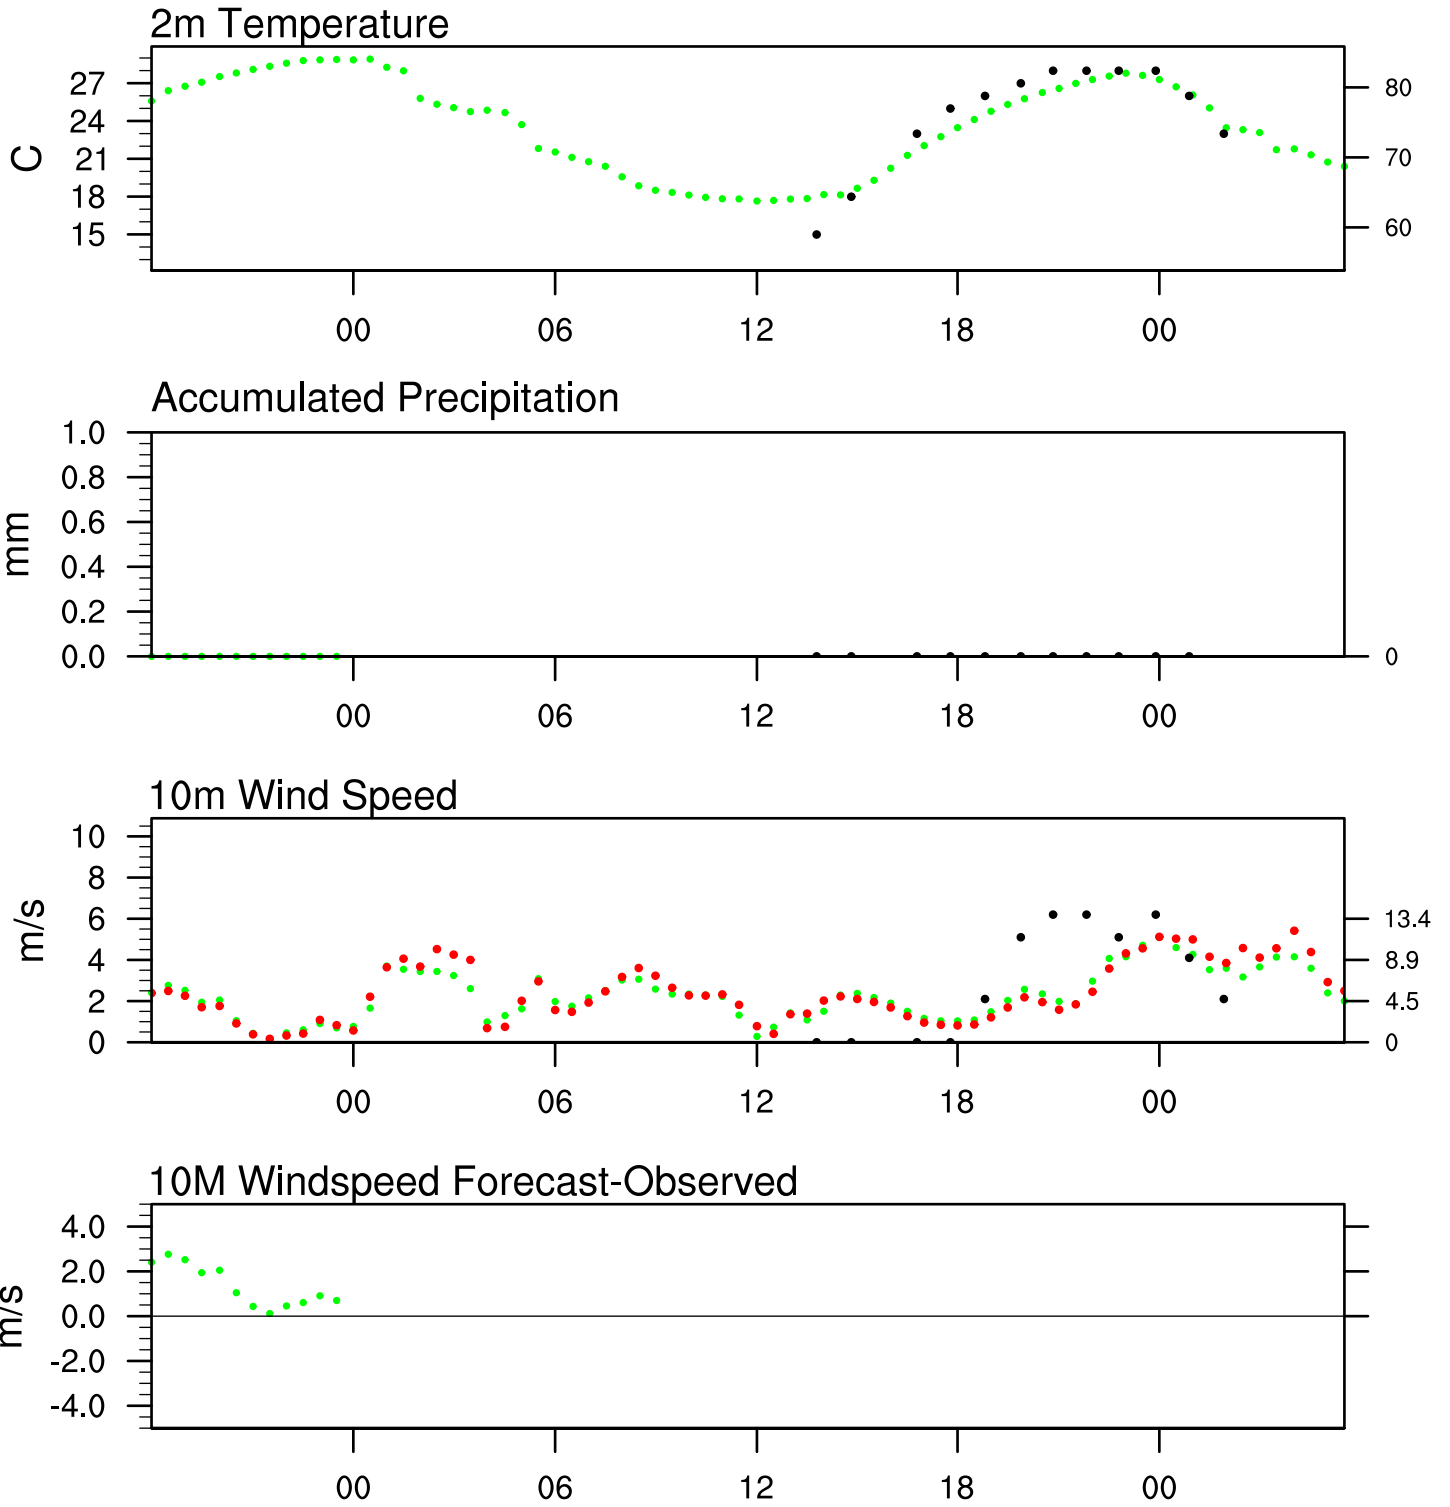 2m Temperature
27
24
21
18
15
C
80
70
60
00 06 12 18 00
Accumulated Precipitation
1.0
0.8
0.6
0.4
0.2
0.0
mm
0
00 06 12 18 00
10m Wind Speed
10
8
6
4
2
0
m/s
13.4
8.9
4.5
0
00 06 12 18 00
10M Windspeed Forecast-Observed
4.0
2.0
0.0
-2.0
-4.0
m/s
00 06 12 18 00